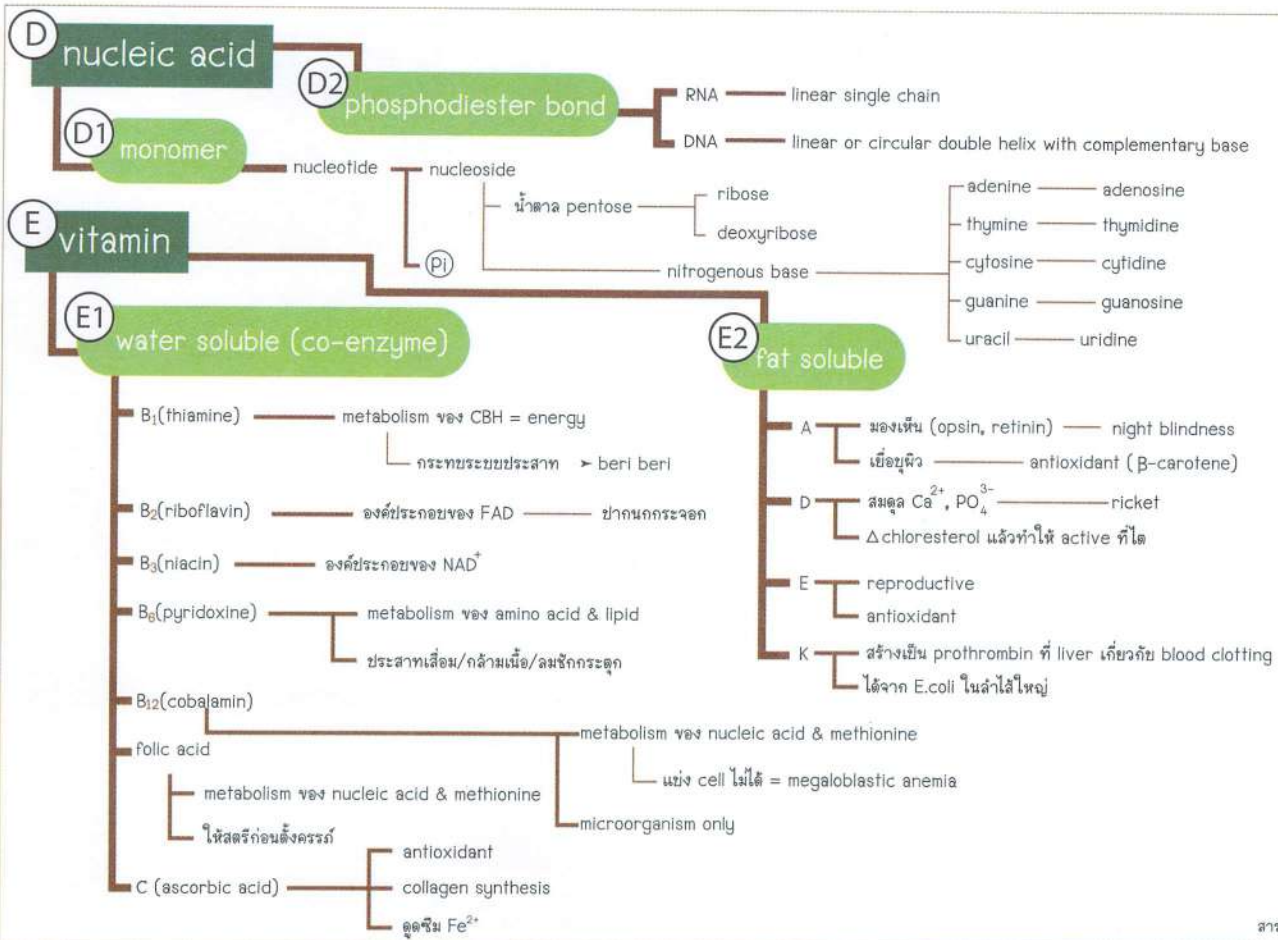 D nucleic acid
D2 phosphodiester bond
RNA linear single chain
DNA linear or circular double helix with complementary base
D1 monomer
nucleotide
nucleoside
น้ำตาล pentose
ribose
deoxyribose
Pi
nitrogenous base
adenine adenosine
thymine thymidine
cytosine cytidine
guanine guanosine
uracil uridine
E vitamin
E1 water soluble (co-enzyme)
B1(thiamine) metabolism ของ CBH = energy
กระทบระบบประสาท ➤ beri beri
B2(riboflavin) องค์ประกอบของ FAD ปากนกกระจอก
B3(niacin) องค์ประกอบของ NAD+
B6(pyridoxine) metabolism ของ amino acid & lipid
ประสาทเสื่อม/กล้ามเนื้อ/ลมชักกระตุก
B12(cobalamin)
metabolism ของ nucleic acid & methionine
แบ่ง cell ไม่ได้ = megaloblastic anemia
microorganism only
folic acid
metabolism ของ nucleic acid & methionine
ให้สตรีก่อนตั้งครรภ์
C (ascorbic acid)
antioxidant
collagen synthesis
ดูดซึม Fe2+
E2 fat soluble
A มองเห็น (opsin, retinin) night blindness
เยื่อบุผิว antioxidant (β-carotene)
D สมดุล Ca2+, PO43- ricket
Δchloresterol แล้วทำให้ active ที่ไต
E reproductive
antioxidant
K สร้างเป็น prothrombin ที่ liver เกี่ยวกับ blood clotting
ได้จาก E.coli ในลำไส้ใหญ่